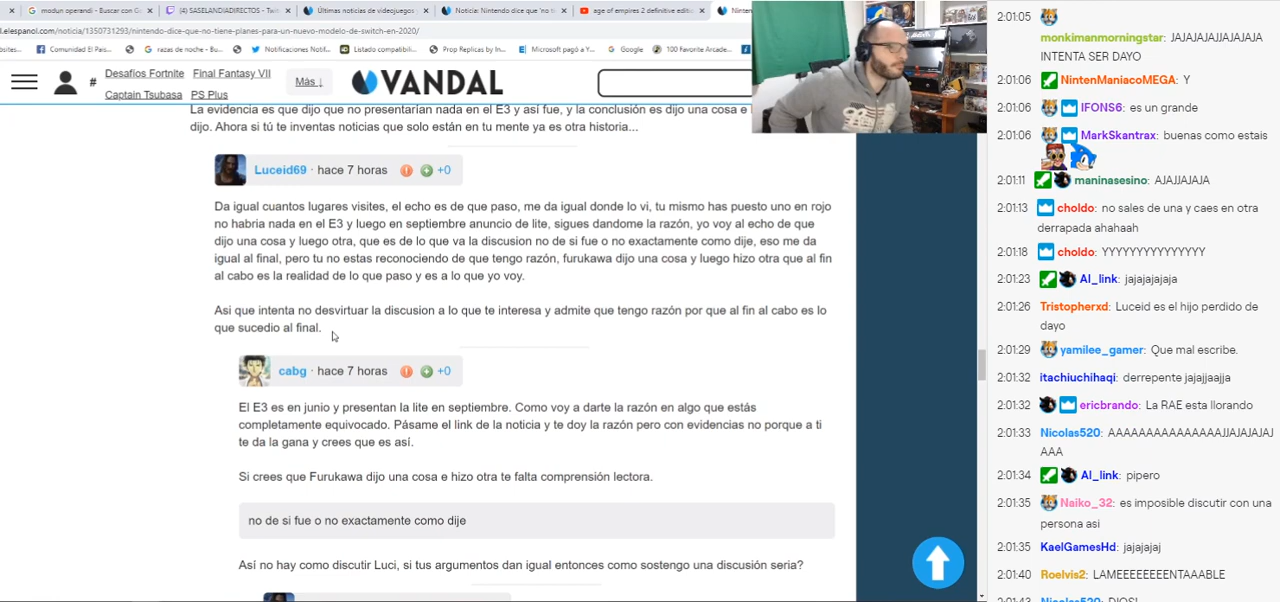 modun operandi - Buscar con G
(4) SASELANDIADIRECTOS - Twit
Últimas noticias de videojuegos
Noticia: Nintendo dice que 'no ti
age of empires 2 definitive editi
Ninten
.elespanol.com/noticia/1350731293/nintendo-dice-que-no-tiene-planes-para-un-nuevo-modelo-de-switch-en-2020/
Comunidad El Pais...
razas de noche - Bu...
Notificaciones Notif...
Listado compatibili...
Prop Replicas by In...
Microsoft pagó a Y...
Google
100 Favorite Arcade...
# Desafíos Fortnite Final Fantasy VII
Captain Tsubasa PS Plus
Más ↓
VANDAL
La evidencia es que dijo que no presentarían nada en el E3 y así fue, y la conclusión es dijo una cosa e
dijo. Ahora si tú te inventas noticias que solo están en tu mente ya es otra historia...
Luceid69 · hace 7 horas +0
Da igual cuantos lugares visites, el echo es de que paso, me da igual donde lo vi, tu mismo has puesto uno en rojo
no habria nada en el E3 y luego en septiembre anuncio de lite, sigues dandome la razón, yo voy al echo de que
dijo una cosa y luego otra, que es de lo que va la discusion no de si fue o no exactamente como dije, eso me da
igual al final, pero tu no estas reconociendo de que tengo razón, furukawa dijo una cosa y luego hizo otra que al fin
al cabo es la realidad de lo que paso y es a lo que yo voy.
Asi que intenta no desvirtuar la discusion a lo que te interesa y admite que tengo razón por que al fin al cabo es lo
que sucedio al final.
cabg · hace 7 horas +0
El E3 es en junio y presentan la lite en septiembre. Como voy a darte la razón en algo que estás
completamente equivocado. Pásame el link de la noticia y te doy la razón pero con evidencias no porque a ti
te da la gana y crees que es así.
Si crees que Furukawa dijo una cosa e hizo otra te falta comprensión lectora.
no de si fue o no exactamente como dije
Así no hay como discutir Luci, si tus argumentos dan igual entonces como sostengo una discusión seria?
2:01:05
monkimanmorningstar: JAJAJAJAJJAJAJAJA
INTENTA SER DAYO
2:01:06 NintenManiacoMEGA: Y
2:01:06 IFONS6: es un grande
2:01:06 MarkSkantrax: buenas como estais
2:01:11 maninasesino: AJAJJAJAJA
2:01:13 choldo: no sales de una y caes en otra
derrapada ahahaah
2:01:18 choldo: YYYYYYYYYYYYYY
2:01:23 Al_link: jajajajajaja
2:01:26 Tristopherxd: Luceid es el hijo perdido de
dayo
2:01:29 yamilee_gamer: Que mal escribe.
2:01:32 itachiuchihaqi: derrepente jajajjaajja
2:01:32 ericbrando: La RAE esta llorando
2:01:33 Nicolas520: AAAAAAAAAAAAAAJJAJAJAJ
AAA
2:01:34 Al_link: pipero
2:01:35 Naiko_32: es imposible discutir con una
persona asi
2:01:35 KaelGamesHd: jajajajaj
2:01:40 Roelvis2: LAMEEEEEEEENTAAABLE
2:01:43 Nicolas520: DIOS!